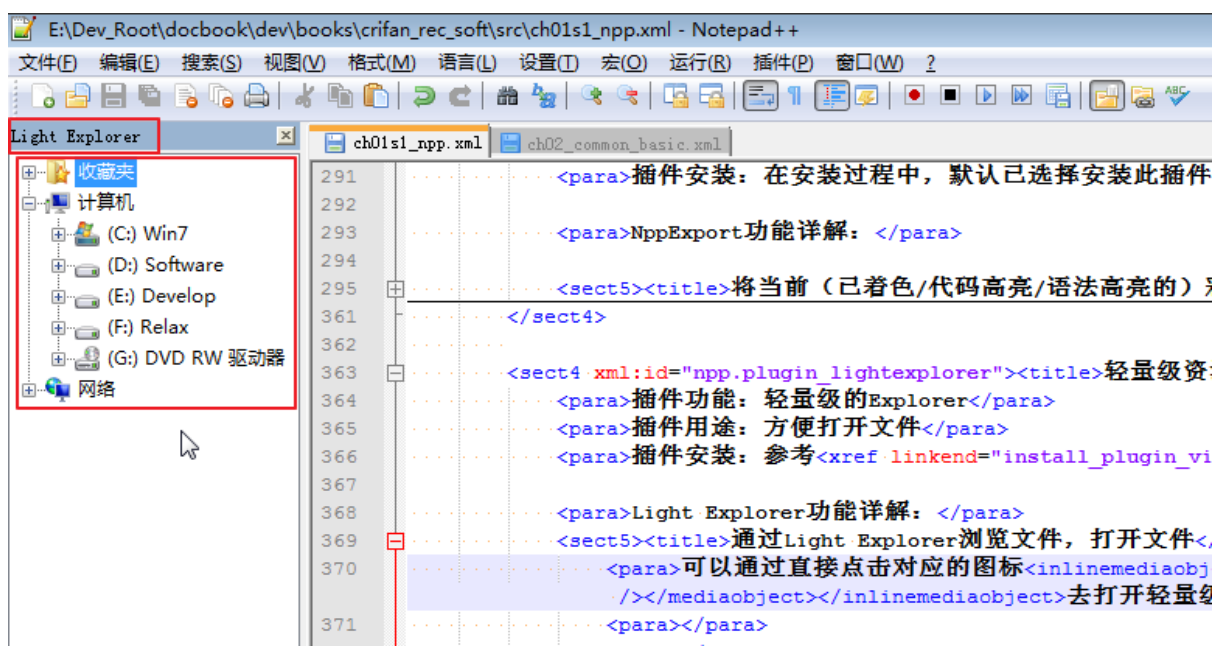 E:\Dev_Root\docbook\dev\books\crifan_rec_soft\src\ch01s1_npp.xml - Notepad++
文件(F) 编辑(E) 搜索(S) 视图(V) 格式(M) 语言(L) 设置(T) 宏(O) 运行(R) 插件(P) 窗口(W) ?
ABC
Light Explorer
收藏夹
计算机
(C:) Win7
(D:) Software
(E:) Develop
(F:) Relax
(G:) DVD RW 驱动器
网络
ch01s1_npp.xml ch02_common_basic.xml
291 <para>插件安装：在安装过程中，默认已选择安装此插件
292
293 <para>NppExport功能详解：</para>
294
295 <sect5><title>将当前（已着色/代码高亮/语法高亮的）
361 </sect4>
362
363 <sect4 xml:id="npp.plugin_lightexplorer"><title>轻量级资
364 <para>插件功能：轻量级的Explorer</para>
365 <para>插件用途：方便打开文件</para>
366 <para>插件安装：参考<xref linkend="install_plugin_vi
367
368 <para>Light Explorer功能详解：</para>
369 <sect5><title>通过Light Explorer浏览文件，打开文件</
370 <para>可以通过直接点击对应的图标<inlinemediaobj
/></mediaobject></inlinemediaobject>去打开轻量级
371 <para></para>